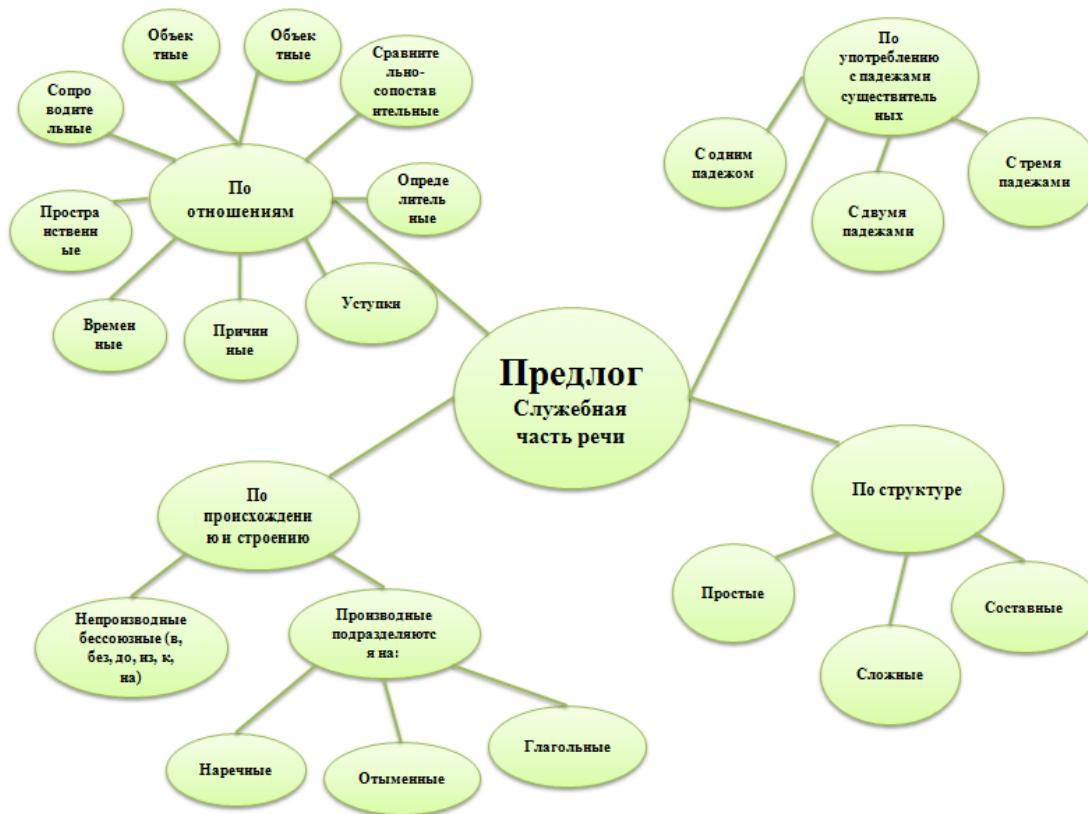 Объек
тные
Объек
тные
Сравните
льно-
сопостав
ительные
Сопро
водите
льные
По
отношениям
Опреде
литель
ные
Простра
нственн
ые
Времен
ные
Причин
ные
Уступки
По
употреблению
с падежами
существитель
ных
С одним
падежом
С двумя
падежами
С тремя
падежами
Предлог
Служебная
часть речи
По
происхождени
ю и строению
Непроизводные
бессоюзные (в,
без, до, из, к,
на)
Производные
подразделяютс
я на:
Наречные
Отыменные
Глагольные
По структуре
Простые
Сложные
Составные